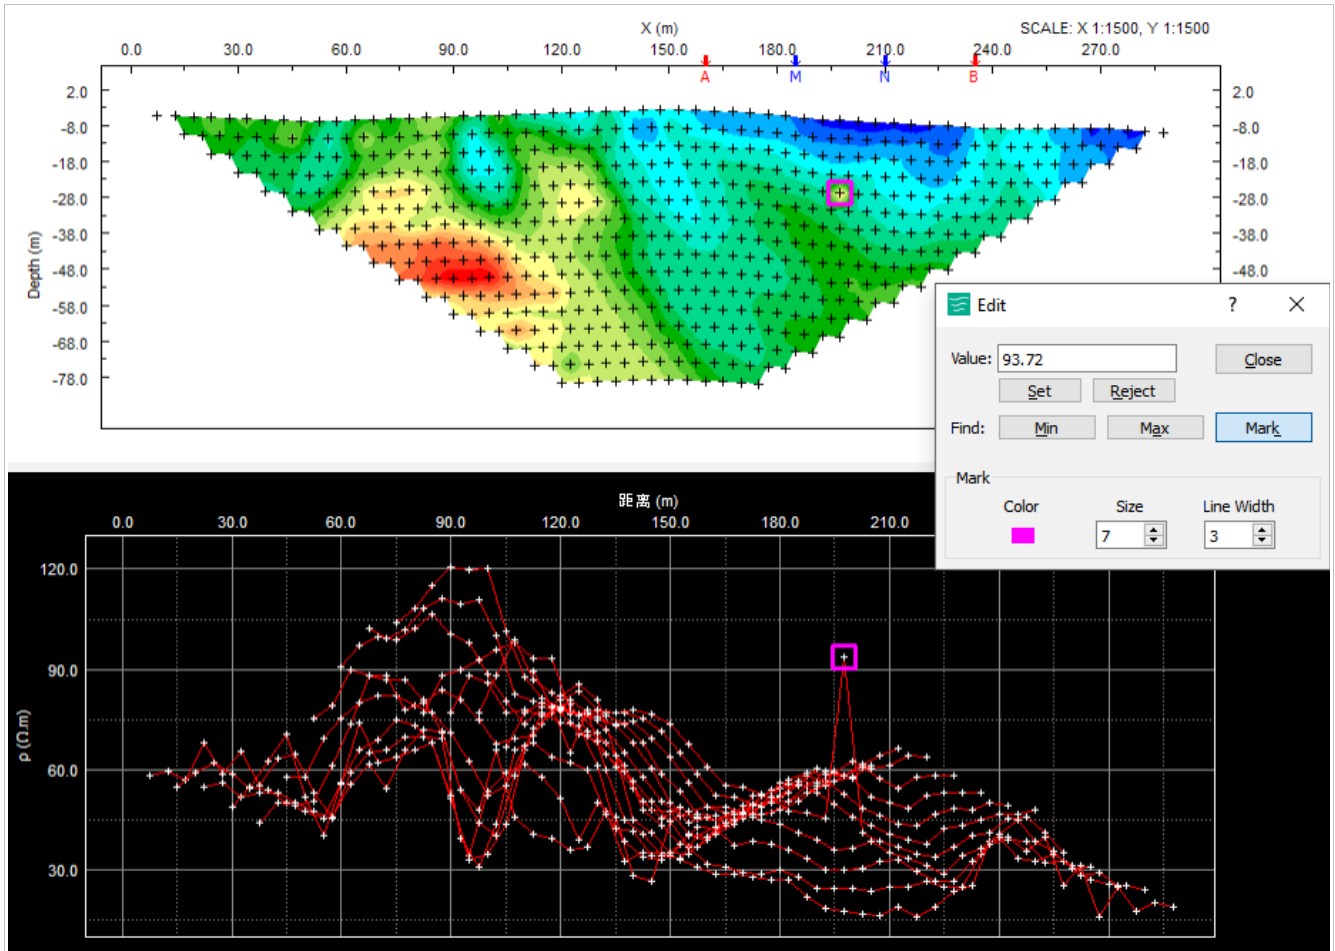 X (m)
SCALE: X 1:1500, Y 1:1500
0.0 30.0 60.0 90.0 120.0 150.0 180.0 210.0 240.0 270.0
A M N B
2.0 2.0
-8.0 -8.0
-18.0 -18.0
-28.0 -28.0
-38.0 -38.0
-48.0 -48.0
-58.0
-68.0
-78.0
Depth (m)
Edit ? ×
Value: 93.72 Close
Set Reject
Find: Min Max Mark
Mark
Color Size Line Width
7 3
距离 (m)
0.0 30.0 60.0 90.0 120.0 150.0 180.0 210.0
120.0
90.0
60.0
30.0
ρ (Ω.m)